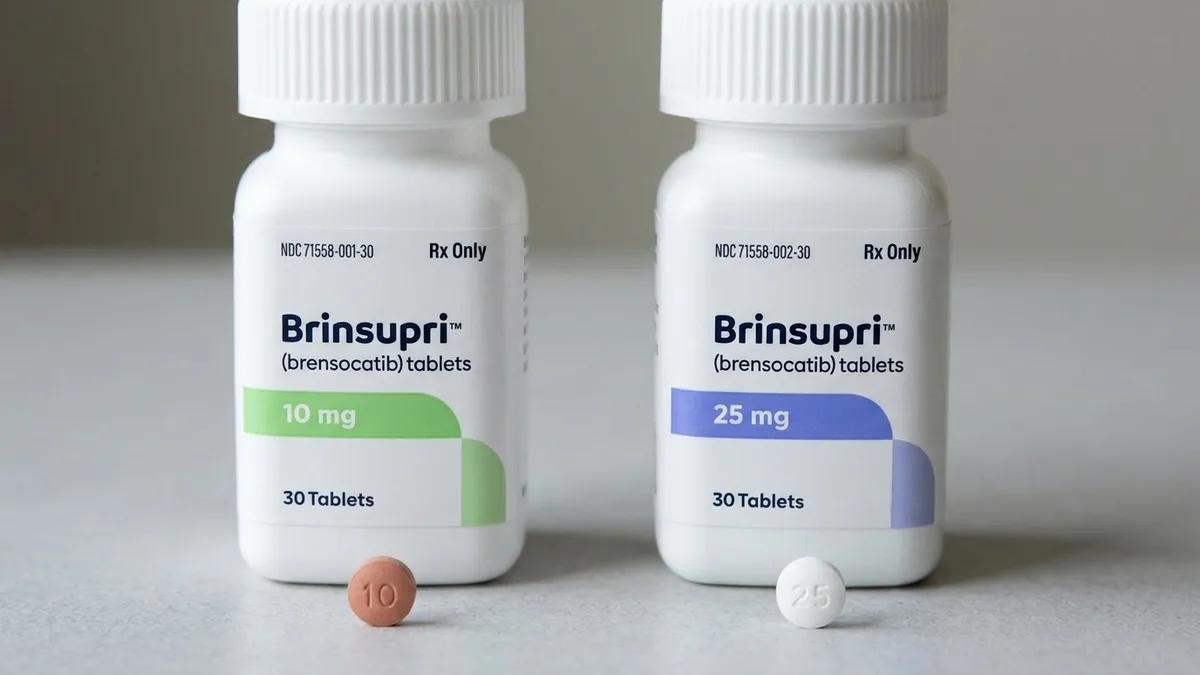 NDC 71558-001-30 Rx Only
Brinsupri™
(brensocatib) tablets
10 mg
30 Tablets
10
NDC 71558-002-30 Rx Only
Brinsupri™
(brensocatib) tablets
25 mg
30 Tablets
25